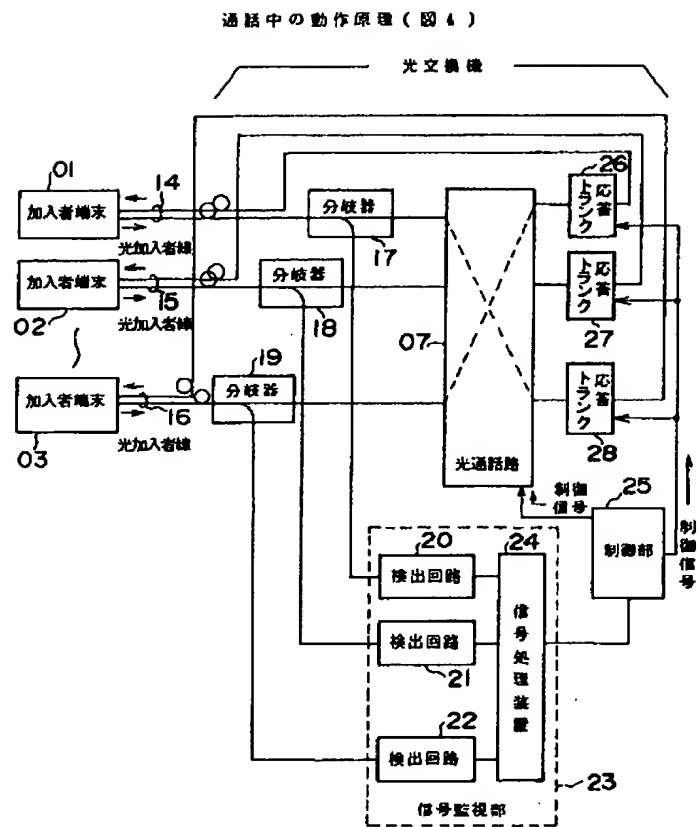 通話中の動作原理(図4)
光交換機
01
加入者端末
14
光加入者線
分岐器
17
26
応答
トランク
加入者端末
02
15
光加入者線
分岐器
18
07
応答
トランク
27
19
加入者端末
03
16
光加入者線
分岐器
応答
トランク
28
光通話路
制御
信号
25
制御部
制御信号
20
検出回路
24
信号処理装置
検出回路
21
22
検出回路
信号監視部
23